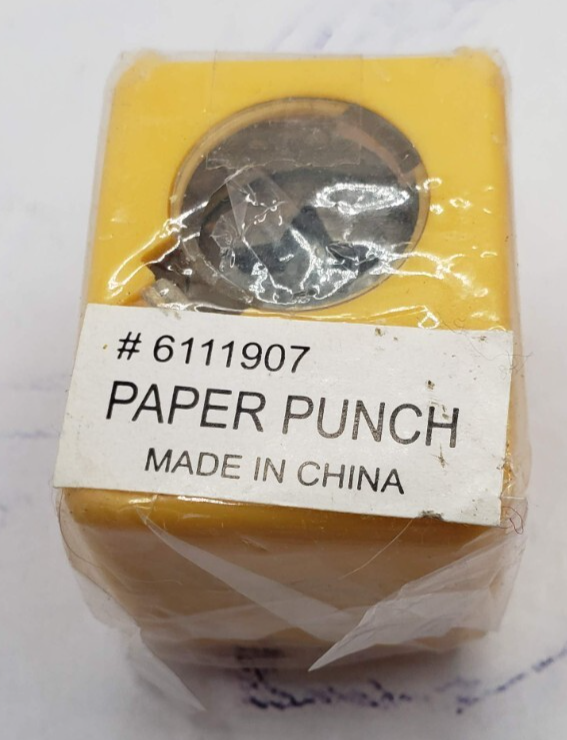 # 6111907
PAPER PUNCH
MADE IN CHINA